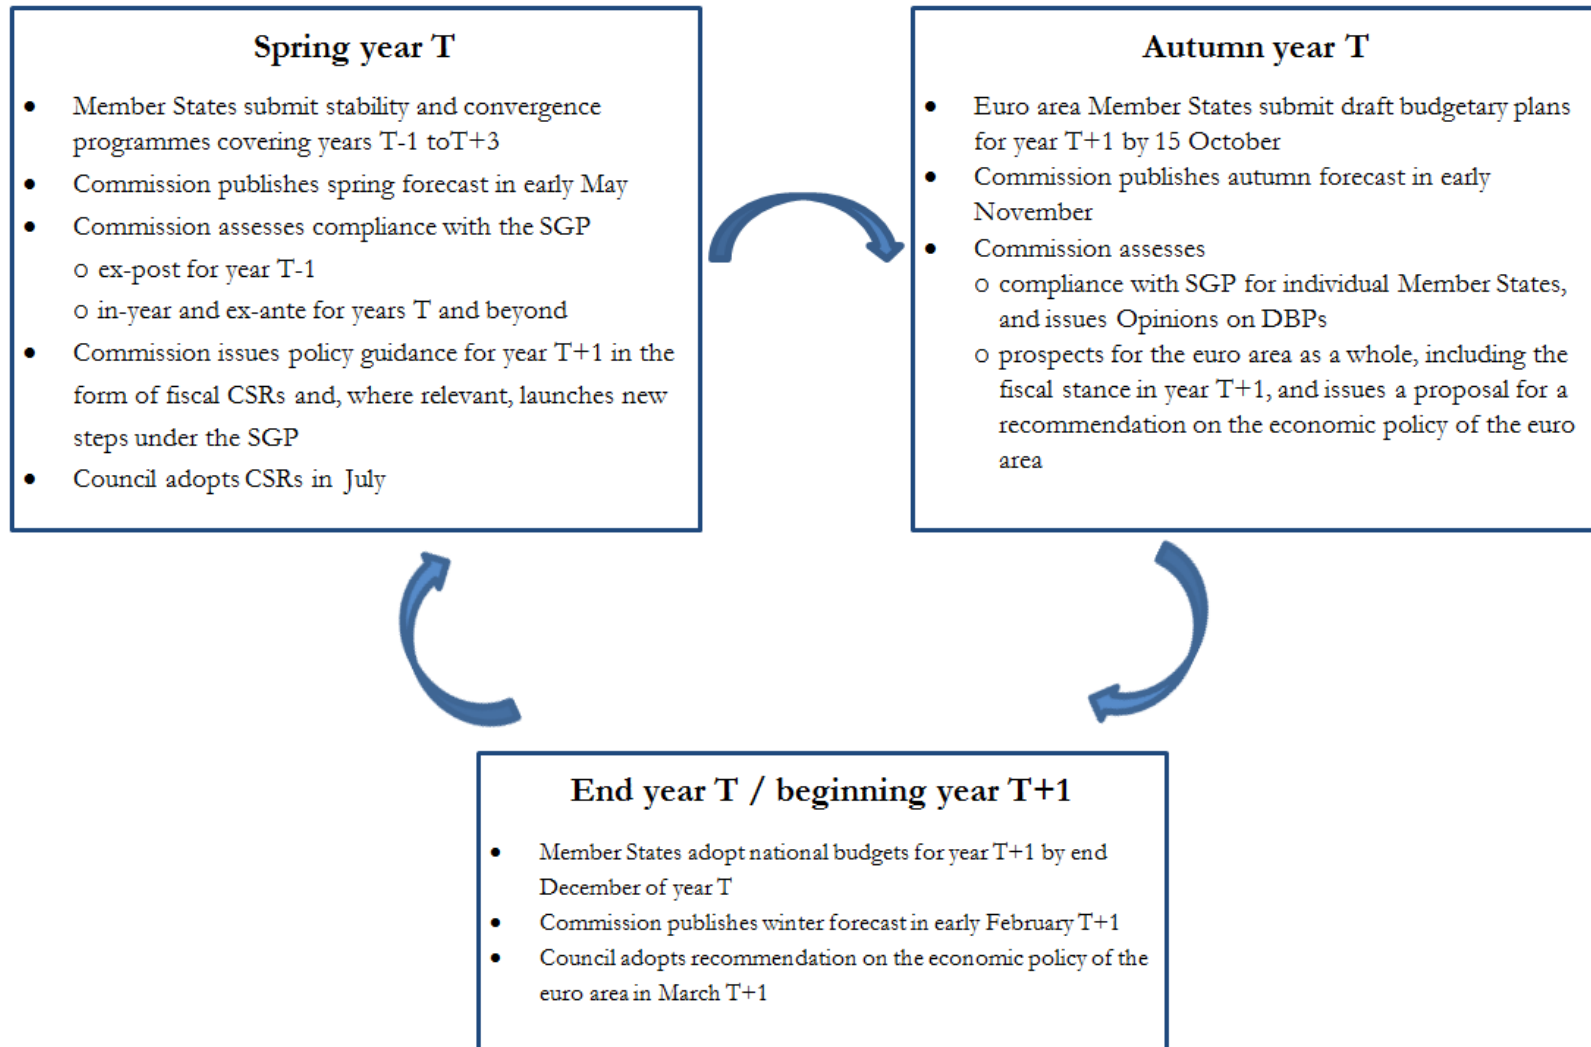 Spring year T
• Member States submit stability and convergence
programmes covering years T-1 toT+3
• Commission publishes spring forecast in early May
• Commission assesses compliance with the SGP
o ex-post for year T-1
o in-year and ex-ante for years T and beyond
• Commission issues policy guidance for year T+1 in the
form of fiscal CSRs and, where relevant, launches new
steps under the SGP
• Council adopts CSRs in July
Autumn year T
• Euro area Member States submit draft budgetary plans
for year T+1 by 15 October
• Commission publishes autumn forecast in early
November
• Commission assesses
o compliance with SGP for individual Member States,
and issues Opinions on DBPs
o prospects for the euro area as a whole, including the
fiscal stance in year T+1, and issues a proposal for a
recommendation on the economic policy of the euro
area
End year T / beginning year T+1
• Member States adopt national budgets for year T+1 by end
December of year T
• Commission publishes winter forecast in early February T+1
• Council adopts recommendation on the economic policy of the
euro area in March T+1